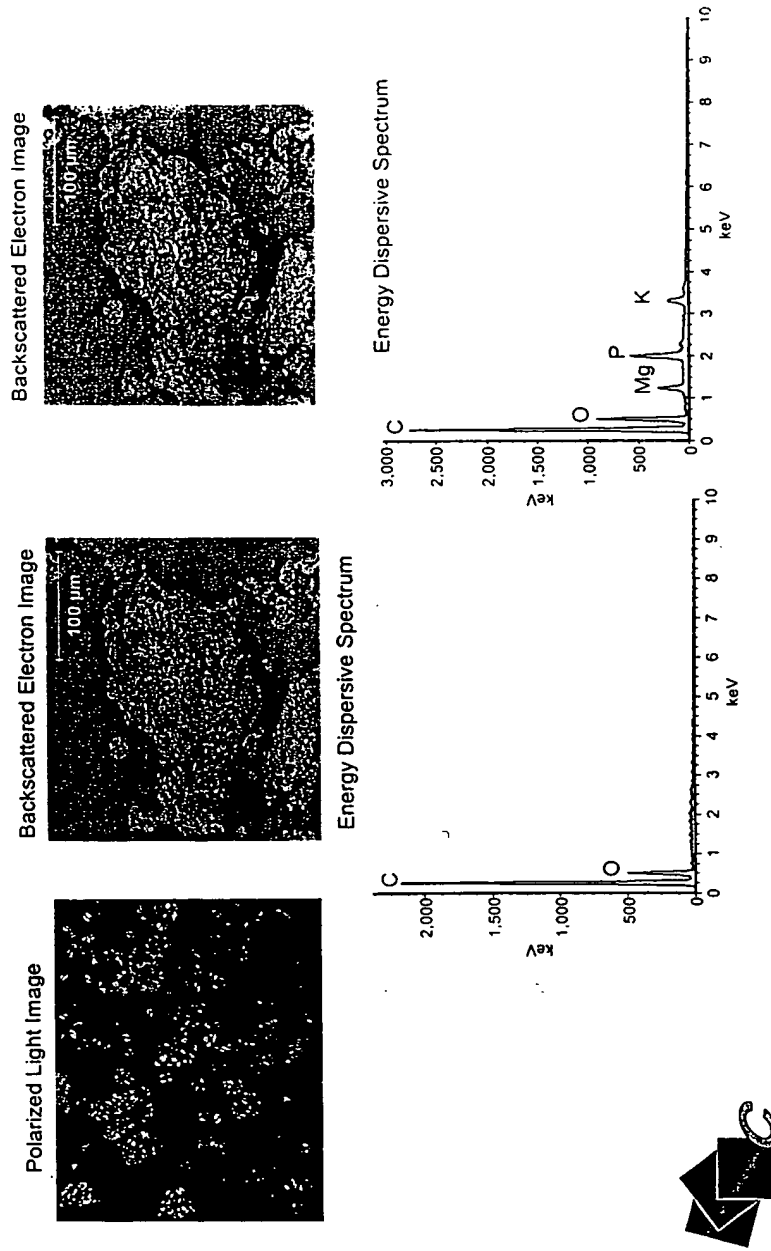 Polarized Light Image
Backscattered Electron Image
100 µm
Backscattered Electron Image
100 µm
Energy Dispersive Spectrum
C
O
2,000
1,500
1,000
500
0
keV
0 1 2 3 4 5 6 7 8 9 10
keV
Energy Dispersive Spectrum
C
O
Mg
P
K
3,000
2,500
2,000
1,500
1,000
500
0
keV
0 1 2 3 4 5 6 7 8 9 10
keV
C